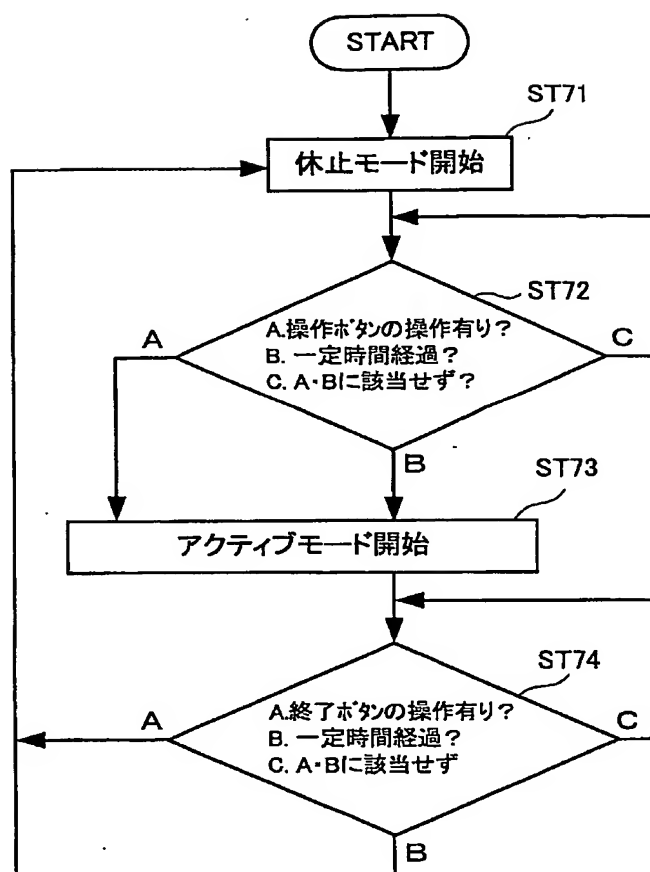 START
ST71
休止モード開始
ST72
A
A.操作ボタンの操作有り?
B. 一定時間経過?
C. A・Bに該当せず?
C
B
ST73
アクティブモード開始
ST74
A
A.終了ボタンの操作有り?
B. 一定時間経過?
C. A・Bに該当せず
C
B